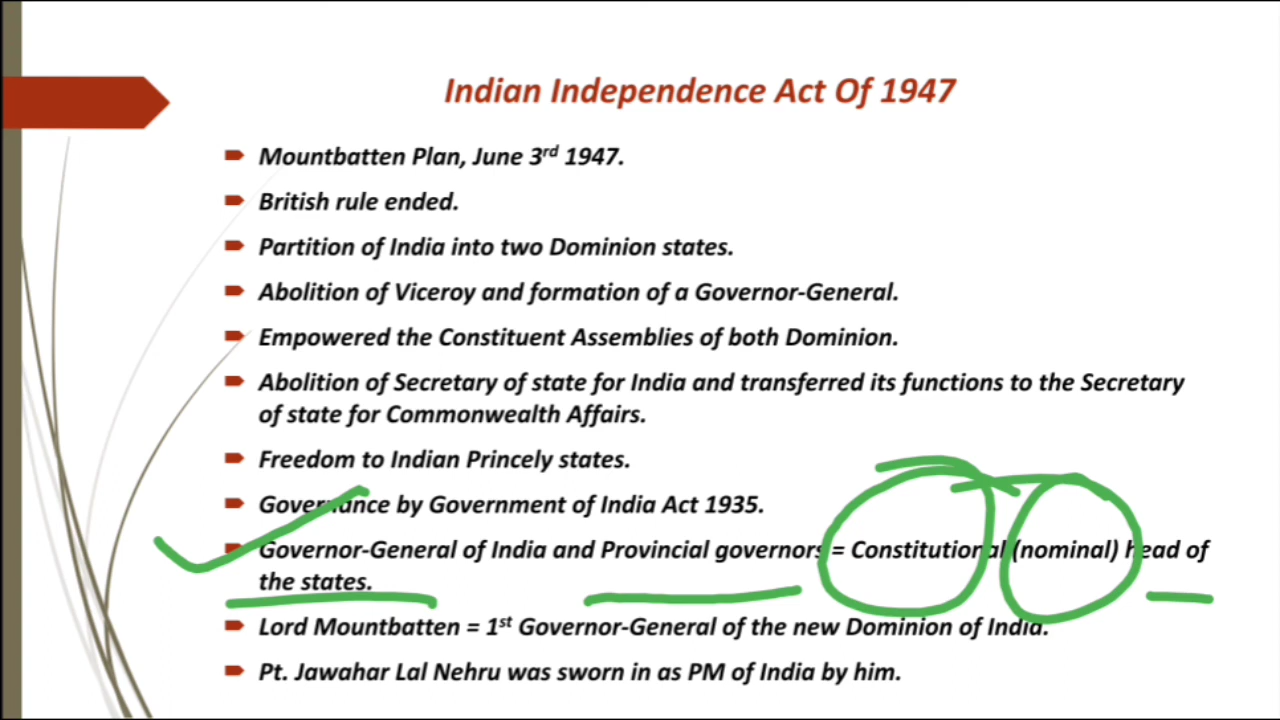 Indian Independence Act Of 1947
Mountbatten Plan, June 3rd 1947.
British rule ended.
Partition of India into two Dominion states.
Abolition of Viceroy and formation of a Governor-General.
Empowered the Constituent Assemblies of both Dominion.
Abolition of Secretary of state for India and transferred its functions to the Secretary
of state for Commonwealth Affairs.
Freedom to Indian Princely states.
Governance by Government of India Act 1935.
Governor-General of India and Provincial governors = Constitutional (nominal) head of
the states.
Lord Mountbatten = 1st Governor-General of the new Dominion of India.
Pt. Jawahar Lal Nehru was sworn in as PM of India by him.